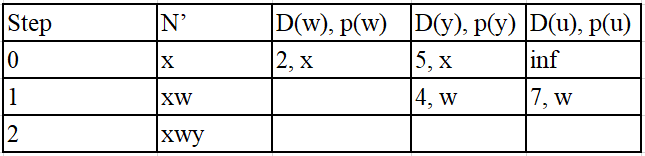 Step N’ D(w), p(w) D(y), p(y) D(u), p(u)
0 x 2, x 5, x inf
1 xw 4, w 7, w
2 xwy